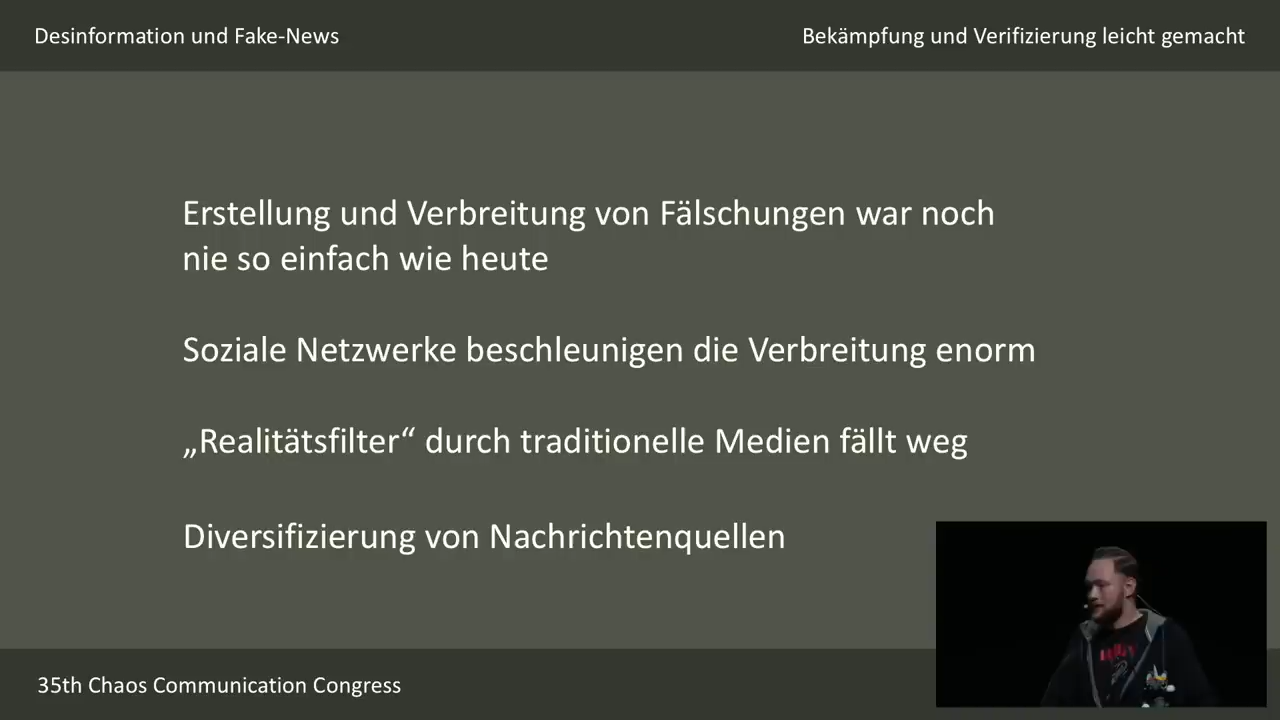 Desinformation und Fake-News
Bekämpfung und Verifizierung leicht gemacht
Erstellung und Verbreitung von Fälschungen war noch
nie so einfach wie heute
Soziale Netzwerke beschleunigen die Verbreitung enorm
„Realitätsfilter“ durch traditionelle Medien fällt weg
Diversifizierung von Nachrichtenquellen
35th Chaos Communication Congress